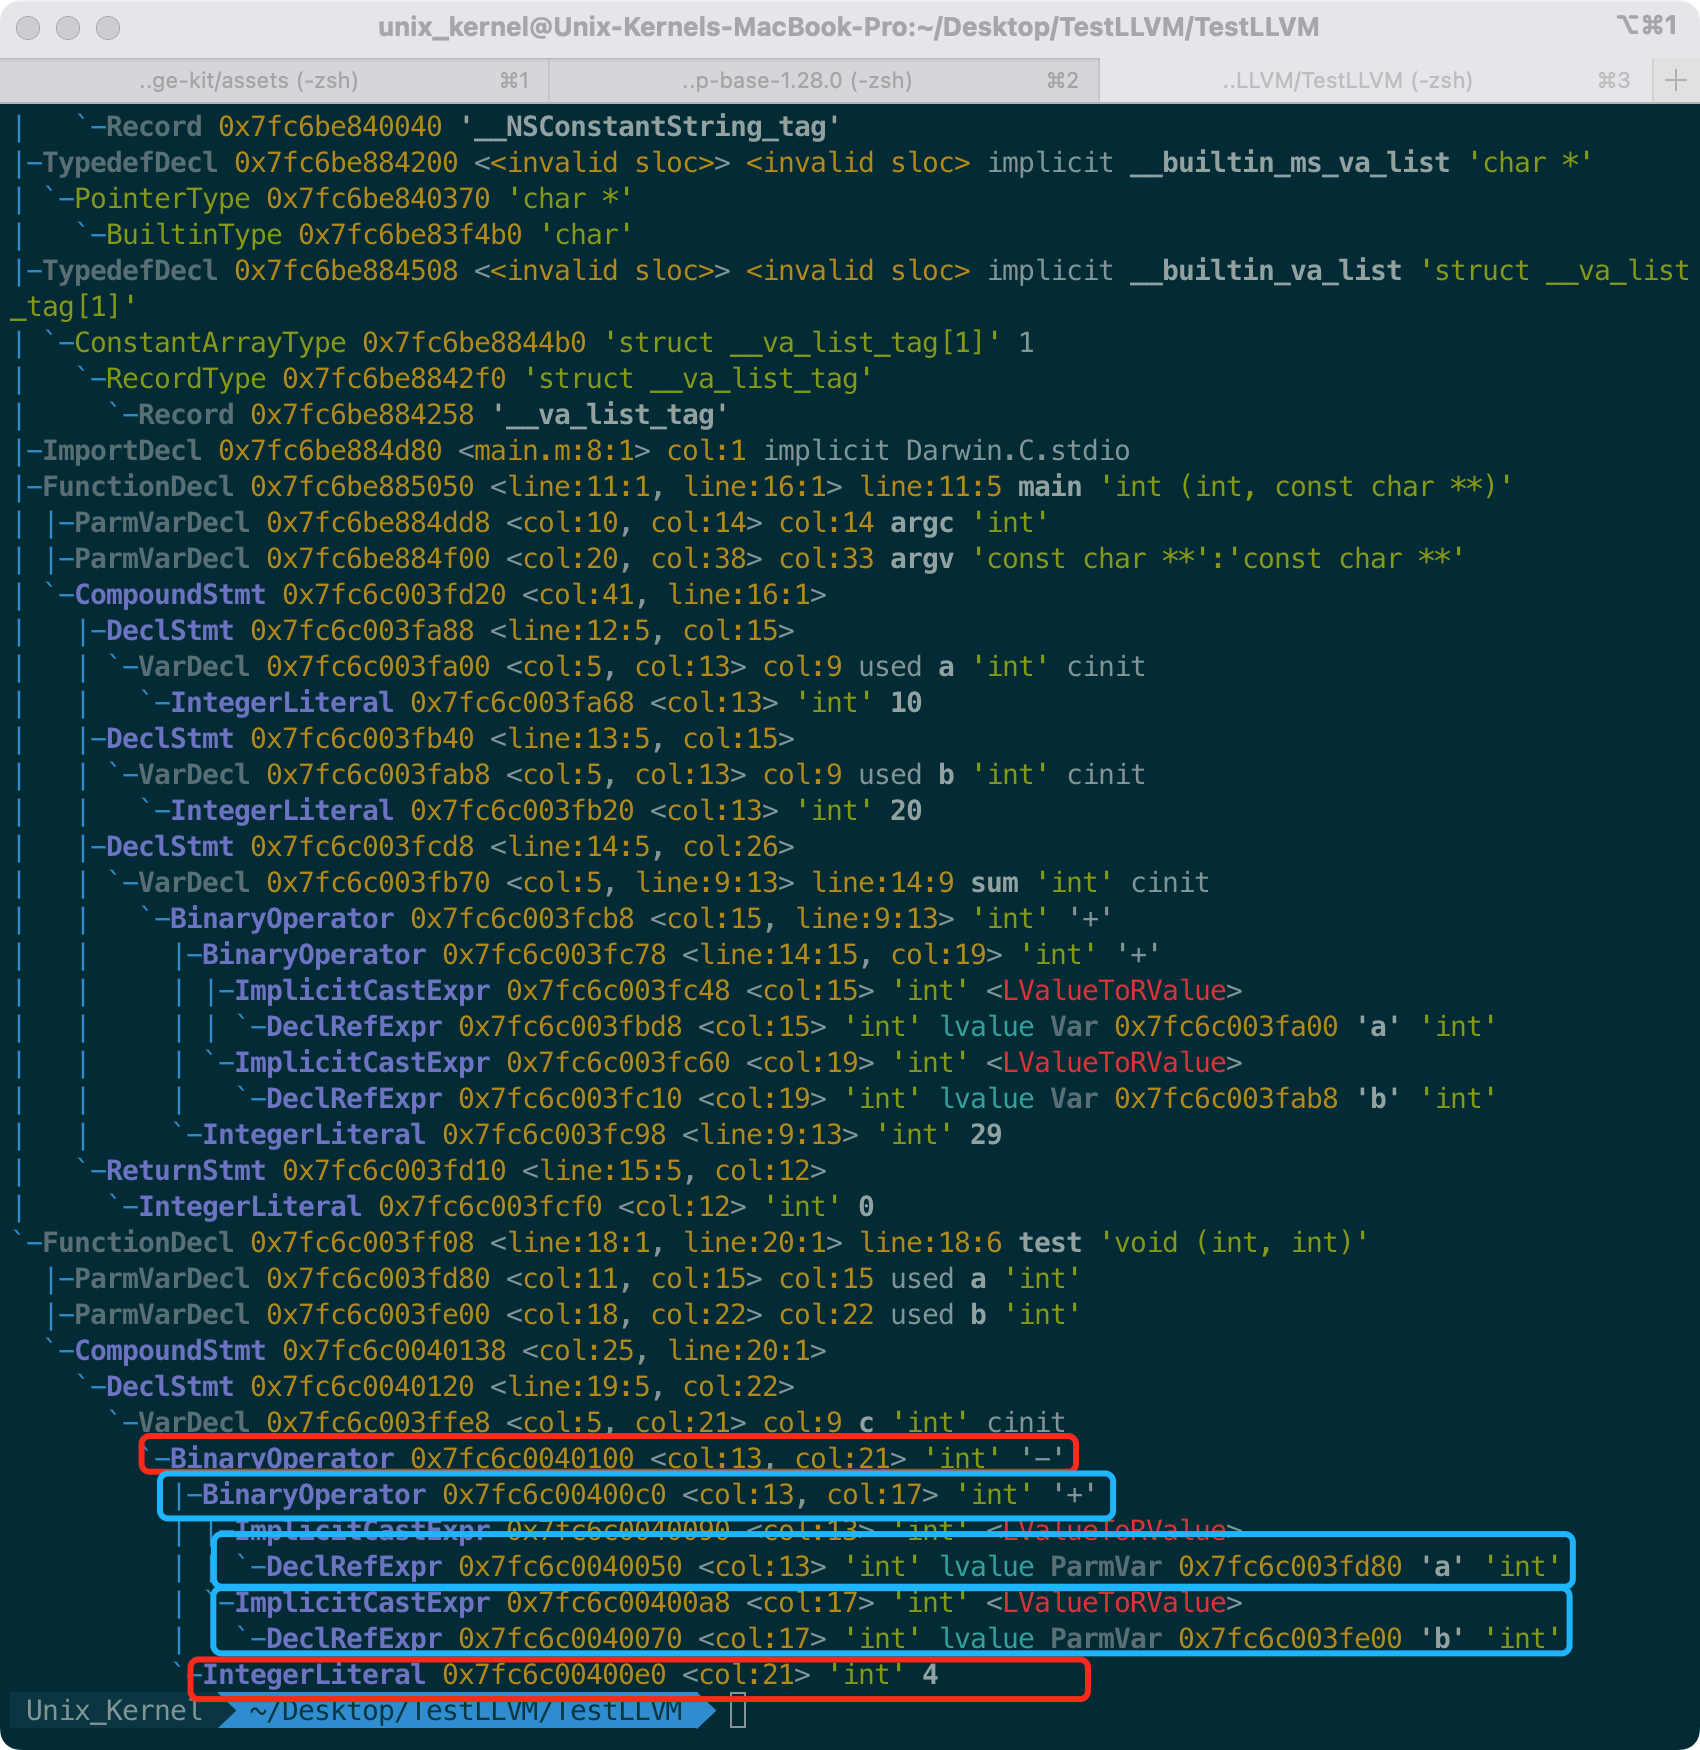 unix_kernel@Unix-Kernels-MacBook-Pro:~/Desktop/TestLLVM/TestLLVM ⌥⌘1
..ge-kit/assets (-zsh) ⌘1 ..p-base-1.28.0 (-zsh) ⌘2 ..LLVM/TestLLVM (-zsh) ⌘3 +
|   `-Record 0x7fc6be840040 '__NSConstantString_tag'
|-TypedefDecl 0x7fc6be884200 <<invalid sloc>> <invalid sloc> implicit __builtin_ms_va_list 'char *'
| `-PointerType 0x7fc6be840370 'char *'
|   `-BuiltinType 0x7fc6be83f4b0 'char'
|-TypedefDecl 0x7fc6be884508 <<invalid sloc>> <invalid sloc> implicit __builtin_va_list 'struct __va_list
_tag[1]'
| `-ConstantArrayType 0x7fc6be8844b0 'struct __va_list_tag[1]' 1
|   `-RecordType 0x7fc6be8842f0 'struct __va_list_tag'
|     `-Record 0x7fc6be884258 '__va_list_tag'
|-ImportDecl 0x7fc6be884d80 <main.m:8:1> col:1 implicit Darwin.C.stdio
|-FunctionDecl 0x7fc6be885050 <line:11:1, line:16:1> line:11:5 main 'int (int, const char **)'
| |-ParmVarDecl 0x7fc6be884dd8 <col:10, col:14> col:14 argc 'int'
| |-ParmVarDecl 0x7fc6be884f00 <col:20, col:38> col:33 argv 'const char **':'const char **'
| `-CompoundStmt 0x7fc6c003fd20 <col:41, line:16:1>
|   |-DeclStmt 0x7fc6c003fa88 <line:12:5, col:15>
|   | `-VarDecl 0x7fc6c003fa00 <col:5, col:13> col:9 used a 'int' cinit
|   |   `-IntegerLiteral 0x7fc6c003fa68 <col:13> 'int' 10
|   |-DeclStmt 0x7fc6c003fb40 <line:13:5, col:15>
|   | `-VarDecl 0x7fc6c003fab8 <col:5, col:13> col:9 used b 'int' cinit
|   |   `-IntegerLiteral 0x7fc6c003fb20 <col:13> 'int' 20
|   |-DeclStmt 0x7fc6c003fcd8 <line:14:5, col:26>
|   | `-VarDecl 0x7fc6c003fb70 <col:5, line:9:13> line:14:9 sum 'int' cinit
|   |   `-BinaryOperator 0x7fc6c003fcb8 <col:15, line:9:13> 'int' '+'
|   |     |-BinaryOperator 0x7fc6c003fc78 <line:14:15, col:19> 'int' '+'
|   |     | |-ImplicitCastExpr 0x7fc6c003fc48 <col:15> 'int' <LValueToRValue>
|   |     | | `-DeclRefExpr 0x7fc6c003fbd8 <col:15> 'int' lvalue Var 0x7fc6c003fa00 'a' 'int'
|   |     | `-ImplicitCastExpr 0x7fc6c003fc60 <col:19> 'int' <LValueToRValue>
|   |     |   `-DeclRefExpr 0x7fc6c003fc10 <col:19> 'int' lvalue Var 0x7fc6c003fab8 'b' 'int'
|   |     `-IntegerLiteral 0x7fc6c003fc98 <line:9:13> 'int' 29
|   `-ReturnStmt 0x7fc6c003fd10 <line:15:5, col:12>
|     `-IntegerLiteral 0x7fc6c003fcf0 <col:12> 'int' 0
`-FunctionDecl 0x7fc6c003ff08 <line:18:1, line:20:1> line:18:6 test 'void (int, int)'
  |-ParmVarDecl 0x7fc6c003fd80 <col:11, col:15> col:15 used a 'int'
  |-ParmVarDecl 0x7fc6c003fe00 <col:18, col:22> col:22 used b 'int'
  `-CompoundStmt 0x7fc6c0040138 <col:25, line:20:1>
    `-DeclStmt 0x7fc6c0040120 <line:19:5, col:22>
      `-VarDecl 0x7fc6c003ffe8 <col:5, col:21> col:9 c 'int' cinit
        `-BinaryOperator 0x7fc6c0040100 <col:13, col:21> 'int' '-'
          |-BinaryOperator 0x7fc6c00400c0 <col:13, col:17> 'int' '+'
          | |-ImplicitCastExpr 0x7fc6c0040090 <col:13> 'int' <LValueToRValue>
          | | `-DeclRefExpr 0x7fc6c0040050 <col:13> 'int' lvalue ParmVar 0x7fc6c003fd80 'a' 'int'
          | `-ImplicitCastExpr 0x7fc6c00400a8 <col:17> 'int' <LValueToRValue>
          |   `-DeclRefExpr 0x7fc6c0040070 <col:17> 'int' lvalue ParmVar 0x7fc6c003fe00 'b' 'int'
          `-IntegerLiteral 0x7fc6c00400e0 <col:21> 'int' 4
Unix_Kernel ~/Desktop/TestLLVM/TestLLVM